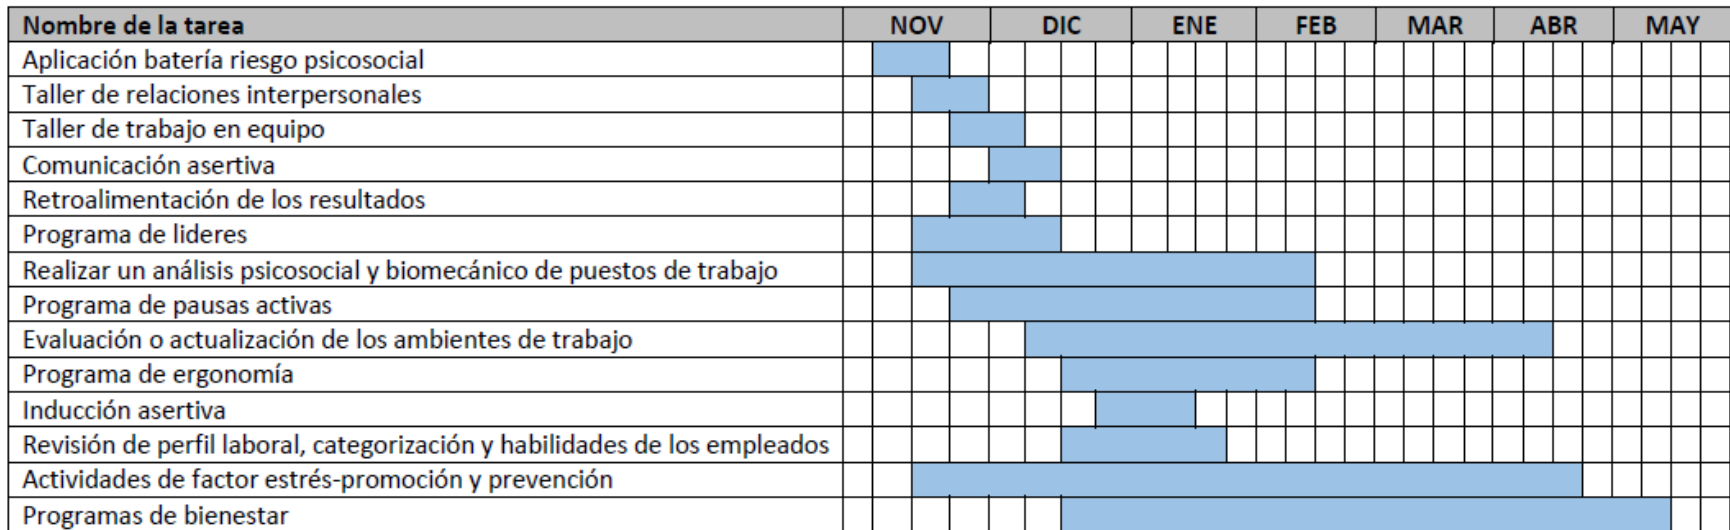 Nombre de la tarea NOV DIC ENE FEB MAR ABR MAY
Aplicación batería riesgo psicosocial
Taller de relaciones interpersonales
Taller de trabajo en equipo
Comunicación asertiva
Retroalimentación de los resultados
Programa de lideres
Realizar un análisis psicosocial y biomecánico de puestos de trabajo
Programa de pausas activas
Evaluación o actualización de los ambientes de trabajo
Programa de ergonomía
Inducción asertiva
Revisión de perfil laboral, categorización y habilidades de los empleados
Actividades de factor estrés-promoción y prevención
Programas de bienestar